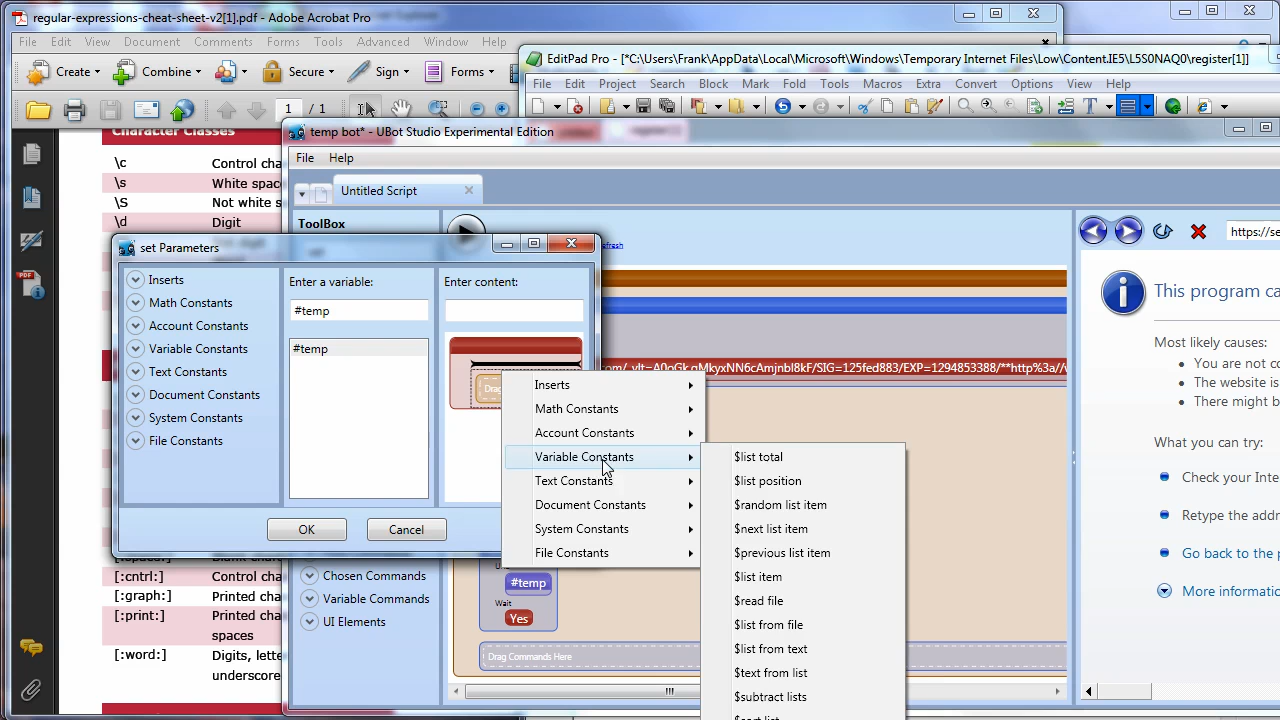 regular-expressions-cheat-sheet-v2[1].pdf - Adobe Acrobat Pro
File Edit View Document Comments Forms Tools Advanced Window Help
Create Combine Secure Sign Forms
1 / 1
EditPad Pro - [*C:\Users\Frank\AppData\Local\Microsoft\Windows\Temporary Internet Files\Low\Content.IE5\E5S0NAQ0\register[1]]
File Edit Project Search Block Mark Fold Tools Macros Extra Convert Options View Help
Character Classes
\c Control cha
\s White spac
\S Not white s
\d Digit
temp bot* - UBot Studio Experimental Edition
File Help
Untitled Script
ToolBox
efresh
https://se
set Parameters
Inserts
Math Constants
Account Constants
Variable Constants
Text Constants
Document Constants
System Constants
File Constants
Enter a variable:
#temp
#temp
Enter content:
Drag
OK Cancel
Inserts
Math Constants
Account Constants
Variable Constants
Text Constants
Document Constants
System Constants
File Constants
$list total
$list position
$random list item
$next list item
$previous list item
$list item
$read file
$list from file
$list from text
$text from list
$subtract lists
$sort list
This program ca
Most likely causes:
You are not co
The website is
There might b
What you can try:
Check your Inte
Retype the addr
Go back to the p
More informatio
Chosen Commands
Variable Commands
UI Elements
#temp
Wait
Yes
Drag Commands Here
[:cntrl:] Control cha
[:graph:] Printed cha
[:print:] Printed cha
spaces
[:word:] Digits, lette
underscore